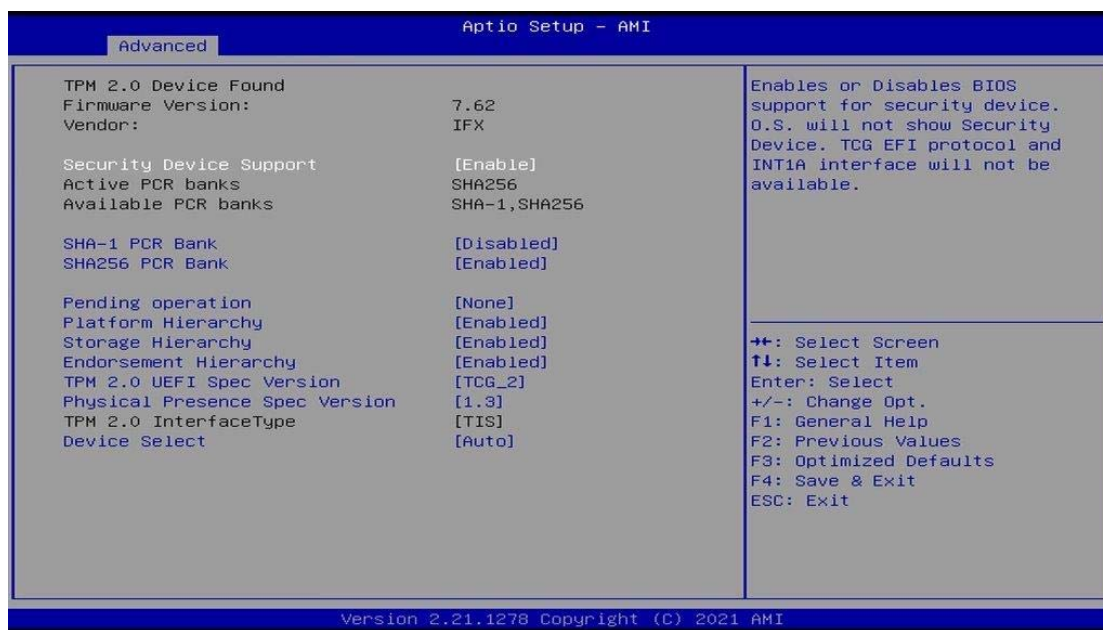 Aptio Setup - AMI
Advanced
TPM 2.0 Device Found
Firmware Version: 7.62
Vendor: IFX
Security Device Support [Enable]
Active PCR banks SHA256
Available PCR banks SHA-1,SHA256
SHA-1 PCR Bank [Disabled]
SHA256 PCR Bank [Enabled]
Pending operation [None]
Platform Hierarchy [Enabled]
Storage Hierarchy [Enabled]
Endorsement Hierarchy [Enabled]
TPM 2.0 UEFI Spec Version [TCG_2]
Physical Presence Spec Version [1.3]
TPM 2.0 InterfaceType [TIS]
Device Select [Auto]
Enables or Disables BIOS
support for security device.
O.S. will not show Security
Device. TCG EFI protocol and
INT1A interface will not be
available.
→←: Select Screen
↑↓: Select Item
Enter: Select
+/-: Change Opt.
F1: General Help
F2: Previous Values
F3: Optimized Defaults
F4: Save & Exit
ESC: Exit
Version 2.21.1278 Copyright (C) 2021 AMI